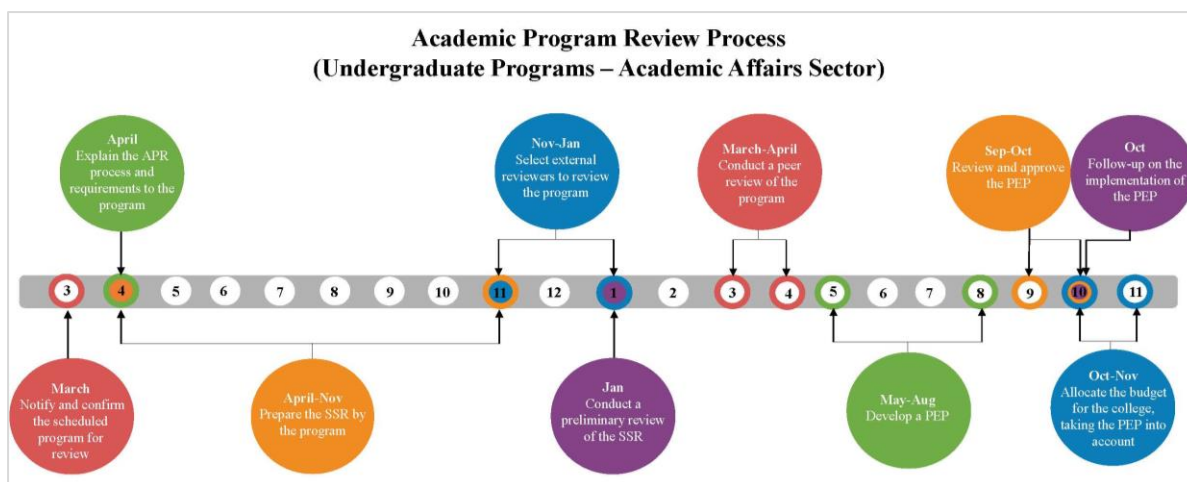 Academic Program Review Process
(Undergraduate Programs – Academic Affairs Sector)
April
Explain the APR
process and
requirements to the
program
Nov-Jan
Select external
reviewers to review
the program
March-April
Conduct a peer
review of the
program
Sep-Oct
Review and approve
the PEP
Oct
Follow-up on the
implementation of
the PEP
3 4 5 6 7 8 9 10 11 12 1 2 3 4 5 6 7 8 9 10 11
March
Notify and confirm
the scheduled
program for
review
April-Nov
Prepare the SSR by
the program
Jan
Conduct a
preliminary review
of the SSR
May-Aug
Develop a PEP
Oct-Nov
Allocate the budget
for the college,
taking the PEP into
account